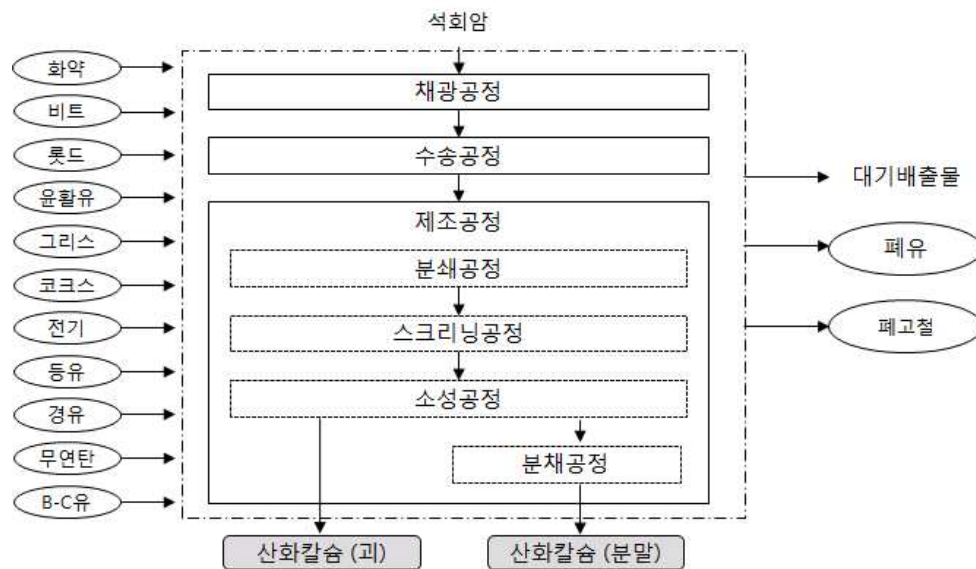 석회암
화약
비트
롯드
윤활유
그리스
코크스
전기
등유
경유
무연탄
B-C유
채광공정
수송공정
제조공정
분쇄공정
스크리닝공정
소성공정
분채공정
대기배출물
폐유
폐고철
산화칼슘 (괴)
산화칼슘 (분말)